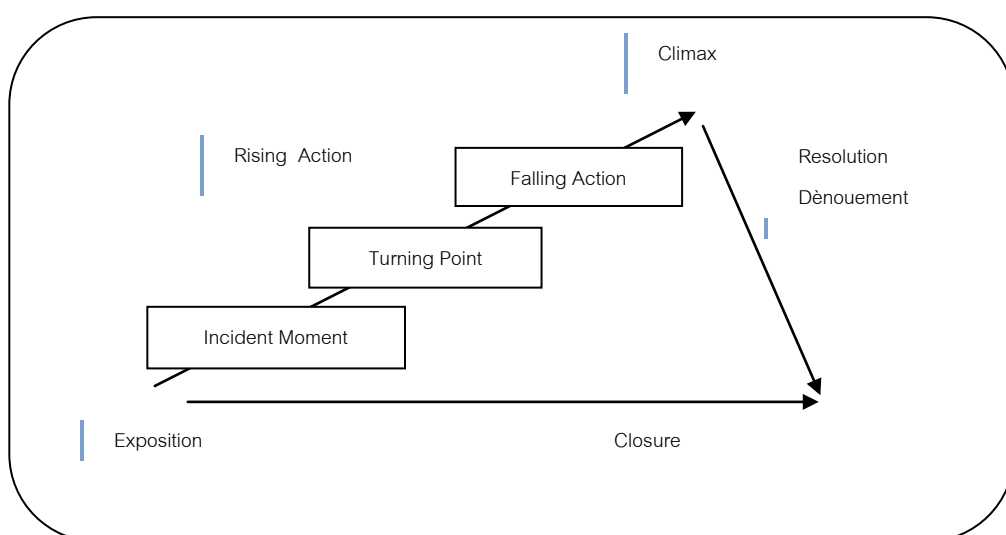 Climax
Rising Action
Resolution
Falling Action
Dènouement
Turning Point
Incident Moment
Exposition
Closure